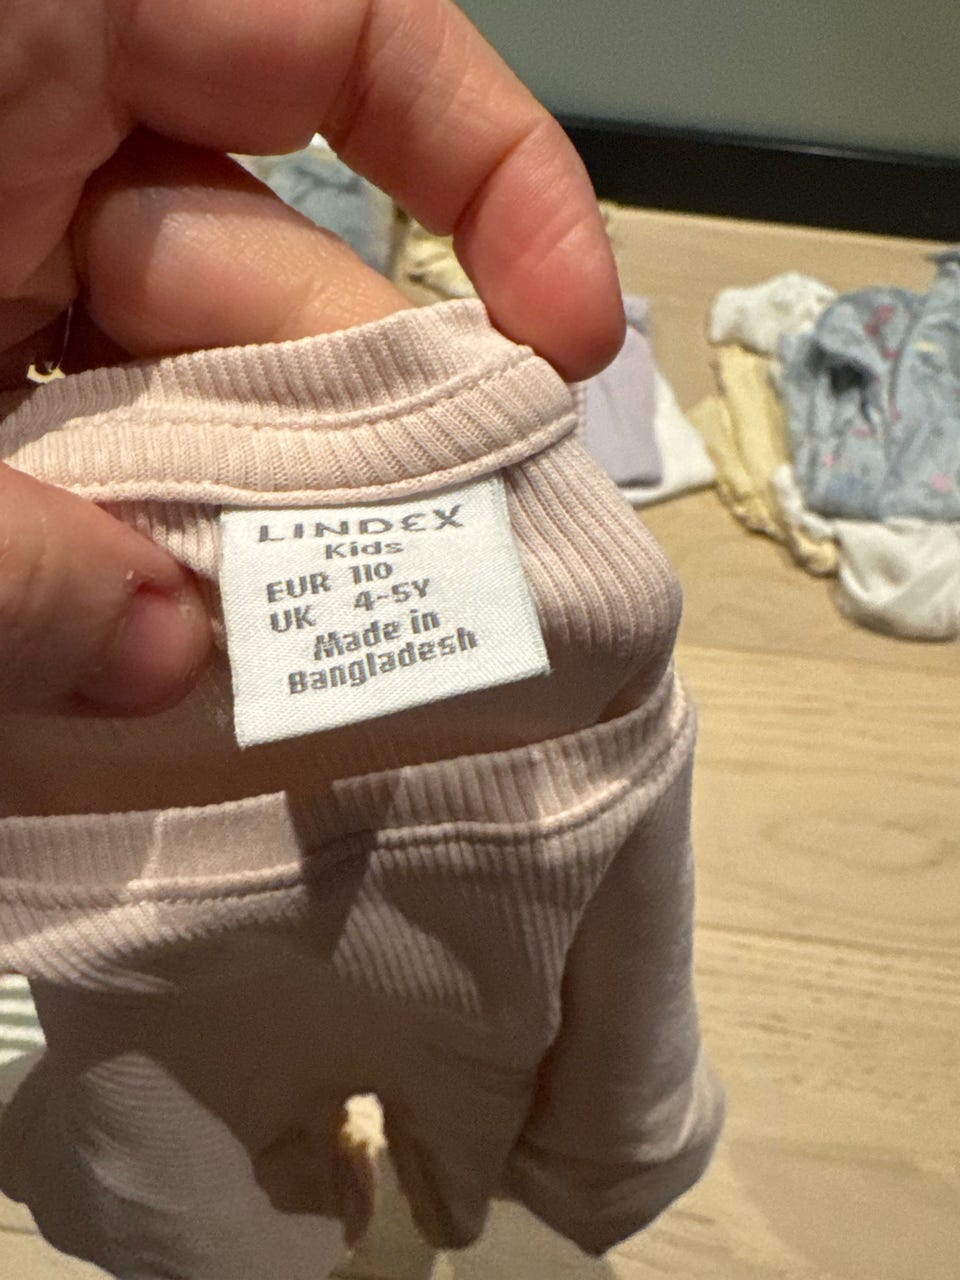 LINDEX
Kids
EUR 110
UK 4-5Y
Made in
Bangladesh